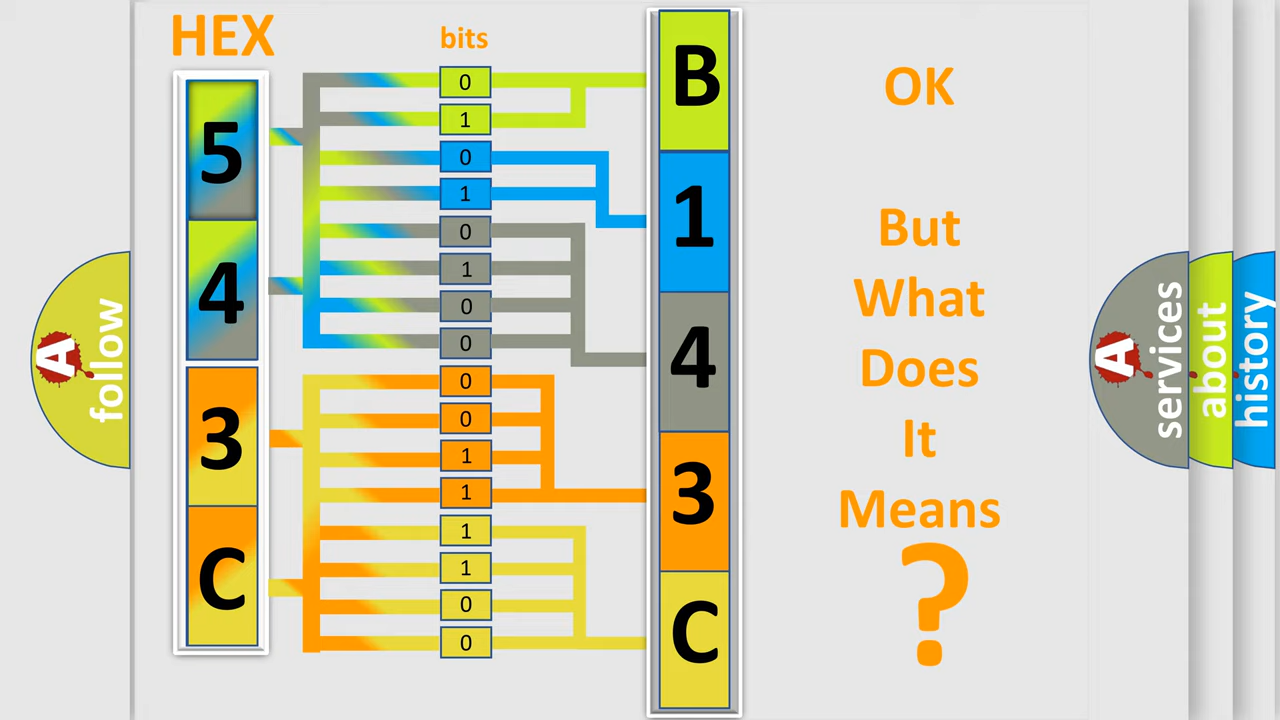 HEX
bits
5
4
3
C
0
1
0
1
0
1
0
0
0
0
1
1
1
1
0
0
B
1
4
3
C
OK
But
What
Does
It
Means
?
A
follow
A
services
about
history